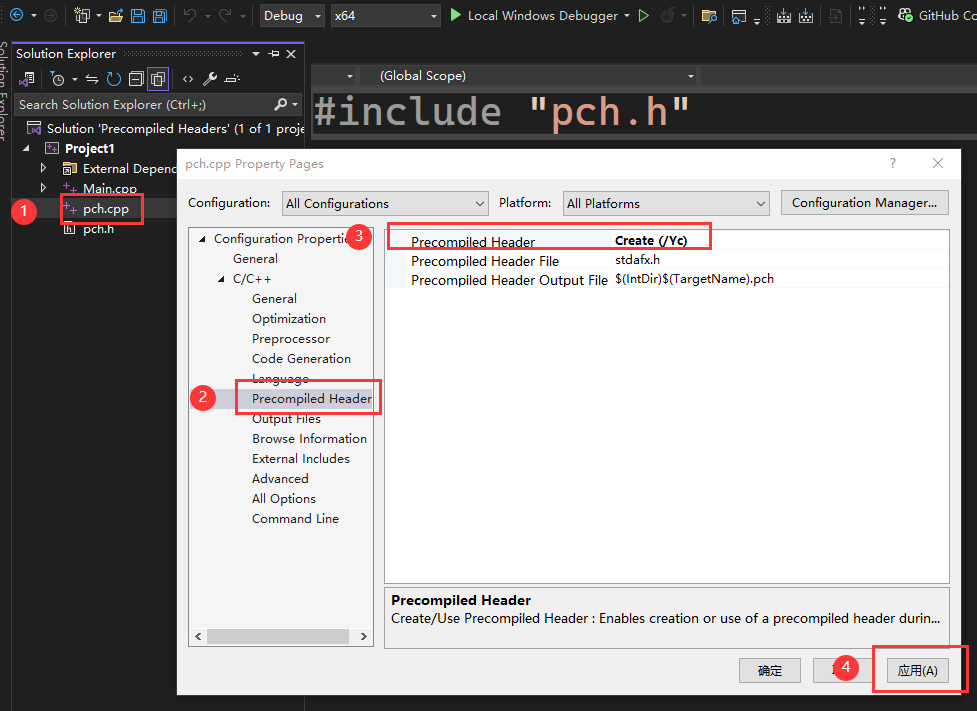 Debug
x64
Local Windows Debugger
GitHub Co
Solution Explorer
Solution Explorer
(Global Scope)
Search Solution Explorer (Ctrl+;)
#include "pch.h"
Solution 'Precompiled Headers' (1 of 1 proje
Project1
External Depend
Main.cpp
1
pch.cpp
pch.h
pch.cpp Property Pages
?
Configuration:
All Configurations
Platform:
All Platforms
Configuration Manager...
Configuration Propertie
3
General
C/C++
General
Optimization
Preprocessor
Code Generation
Language
2
Precompiled Header
Output Files
Browse Information
External Includes
Advanced
All Options
Command Line
Precompiled Header
Create (/Yc)
Precompiled Header File
stdafx.h
Precompiled Header Output File
$(IntDir)$(TargetName).pch
Precompiled Header
Create/Use Precompiled Header : Enables creation or use of a precompiled header durin...
确定
4
应用(A)